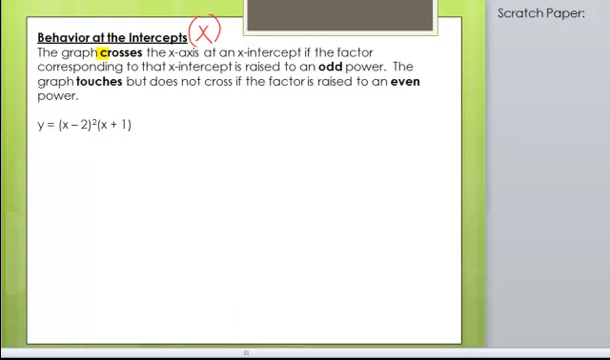 Scratch Paper:
Behavior at the Intercepts (X)
The graph crosses the x-axis at an x-intercept if the factor
corresponding to that x-intercept is raised to an odd power. The
graph touches but does not cross if the factor is raised to an even
power.
y = (x – 2)²(x + 1)